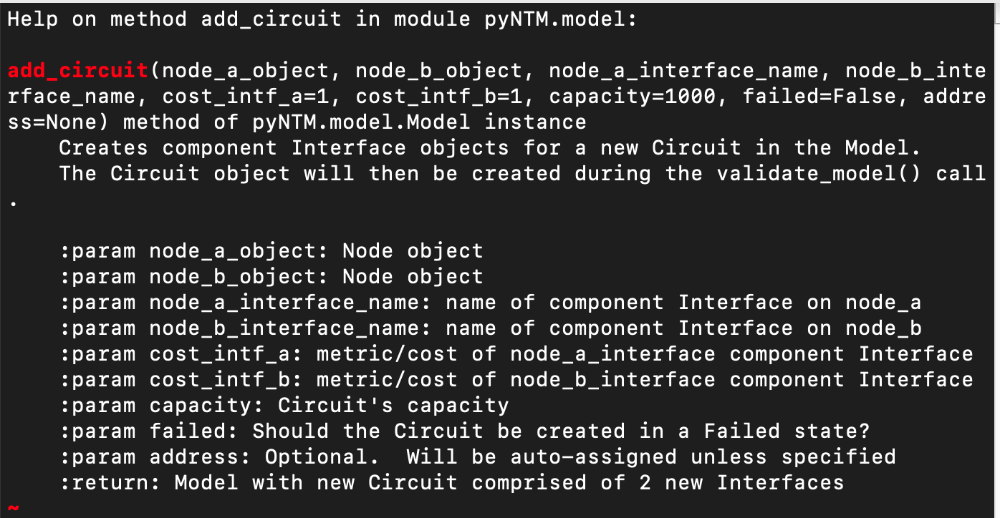 Help on method add_circuit in module pyNTM.model:
add_circuit(node_a_object, node_b_object, node_a_interface_name, node_b_inte
rface_name, cost_intf_a=1, cost_intf_b=1, capacity=1000, failed=False, addre
ss=None) method of pyNTM.model.Model instance
Creates component Interface objects for a new Circuit in the Model.
The Circuit object will then be created during the validate_model() call
.
:param node_a_object: Node object
:param node_b_object: Node object
:param node_a_interface_name: name of component Interface on node_a
:param node_b_interface_name: name of component Interface on node_b
:param cost_intf_a: metric/cost of node_a_interface component Interface
:param cost_intf_b: metric/cost of node_b_interface component Interface
:param capacity: Circuit's capacity
:param failed: Should the Circuit be created in a Failed state?
:param address: Optional.  Will be auto-assigned unless specified
:return: Model with new Circuit comprised of 2 new Interfaces
~